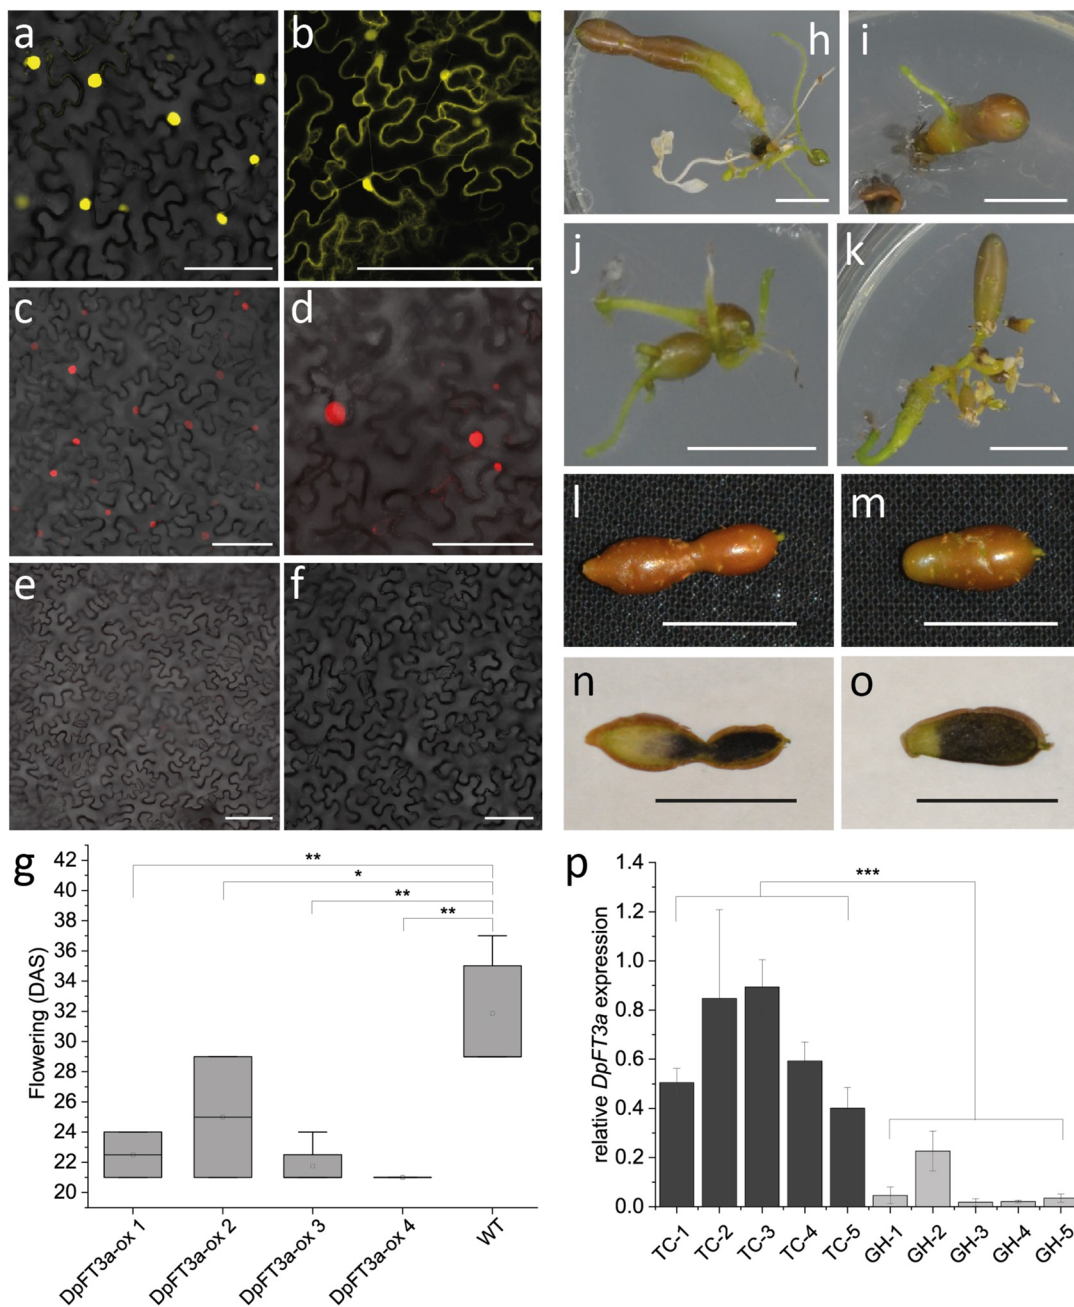 a
b
h
i
c
d
j
k
e
f
l
m
n
o
g
42
40
38
36
34
32
30
28
26
24
22
20
Flowering (DAS)
**
*
**
**
DpFT3a-ox 1
DpFT3a-ox 2
DpFT3a-ox 3
DpFT3a-ox 4
WT
p
1.4
1.2
1.0
0.8
0.6
0.4
0.2
0.0
relative DpFT3a expression
***
TC-1
TC-2
TC-3
TC-4
TC-5
GH-1
GH-2
GH-3
GH-4
GH-5